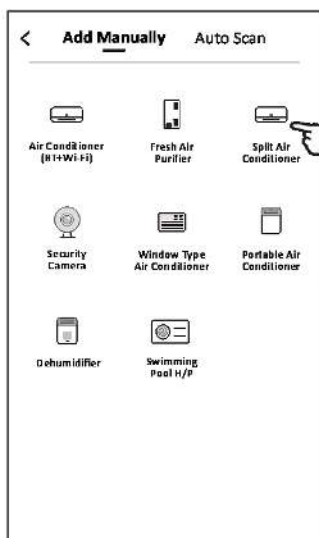 Add Manually Auto Scan
Air Conditioner
(BT+Wi-Fi)
Fresh Air
Purifier
Split Air
Conditioner
Security
Camera
Window Type
Air Conditioner
Portable Air
Conditioner
Dehumidifier
Swimming
Pool H/P